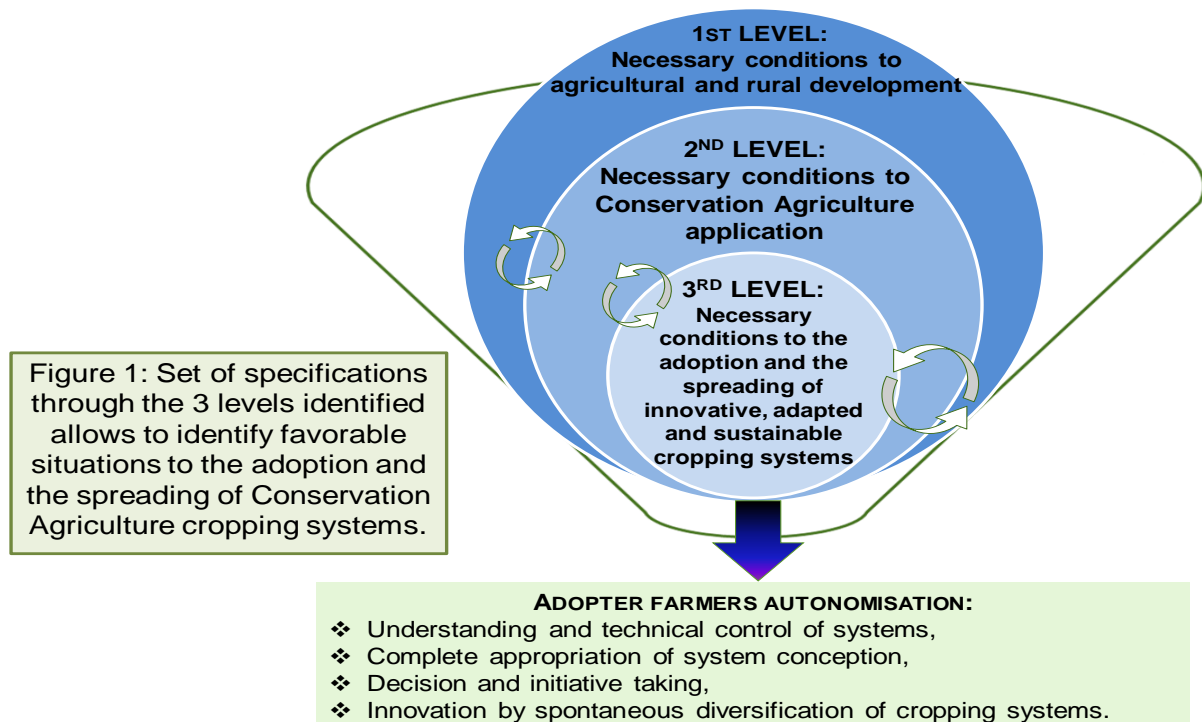 1ST LEVEL:
Necessary conditions to
agricultural and rural development
2ND LEVEL:
Necessary conditions to
Conservation Agriculture
application
3RD LEVEL:
Necessary
conditions to the
adoption and the
spreading of
innovative, adapted
and sustainable
cropping systems
Figure 1: Set of specifications
through the 3 levels identified
allows to identify favorable
situations to the adoption and
the spreading of Conservation
Agriculture cropping systems.
ADOPTER FARMERS AUTONOMISATION:
❖ Understanding and technical control of systems,
❖ Complete appropriation of system conception,
❖ Decision and initiative taking,
❖ Innovation by spontaneous diversification of cropping systems.